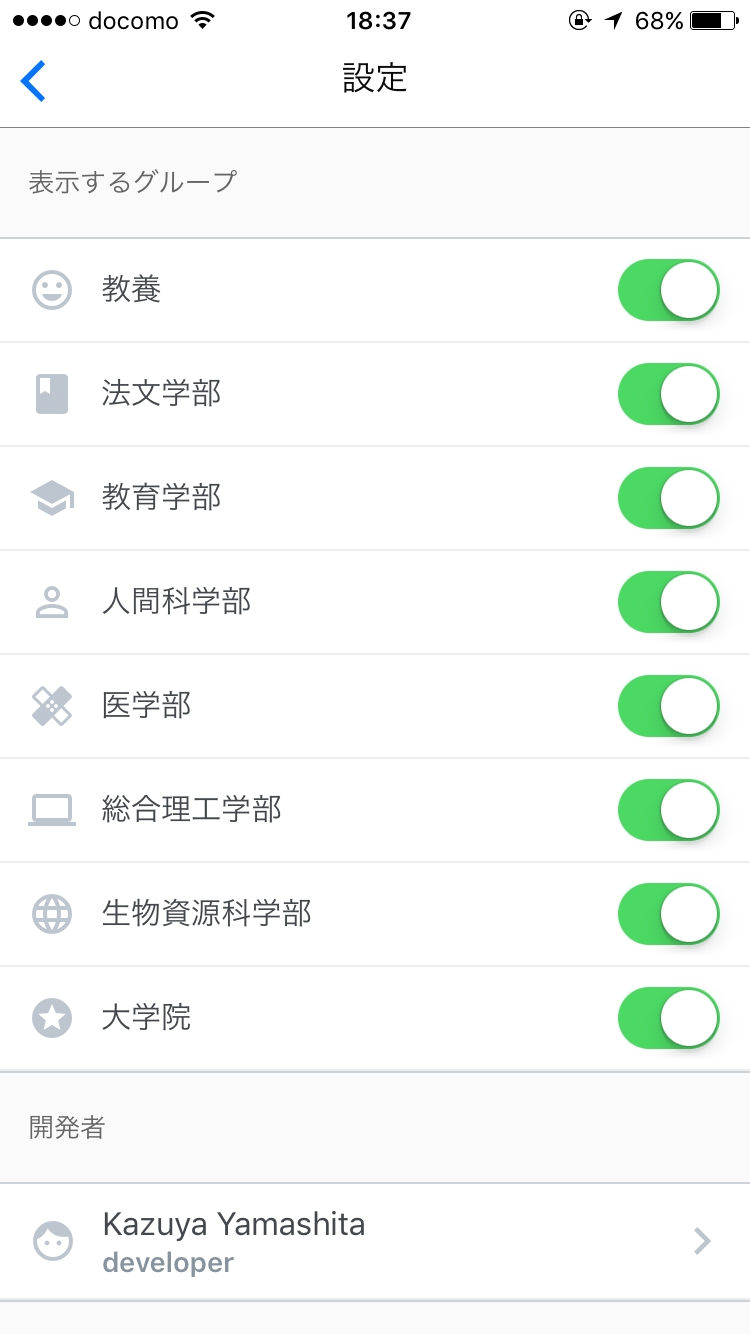 docomo 18:37 68%
設定
表示するグループ
教養
法文学部
教育学部
人間科学部
医学部
総合理工学部
生物資源科学部
大学院
開発者
Kazuya Yamashita
developer